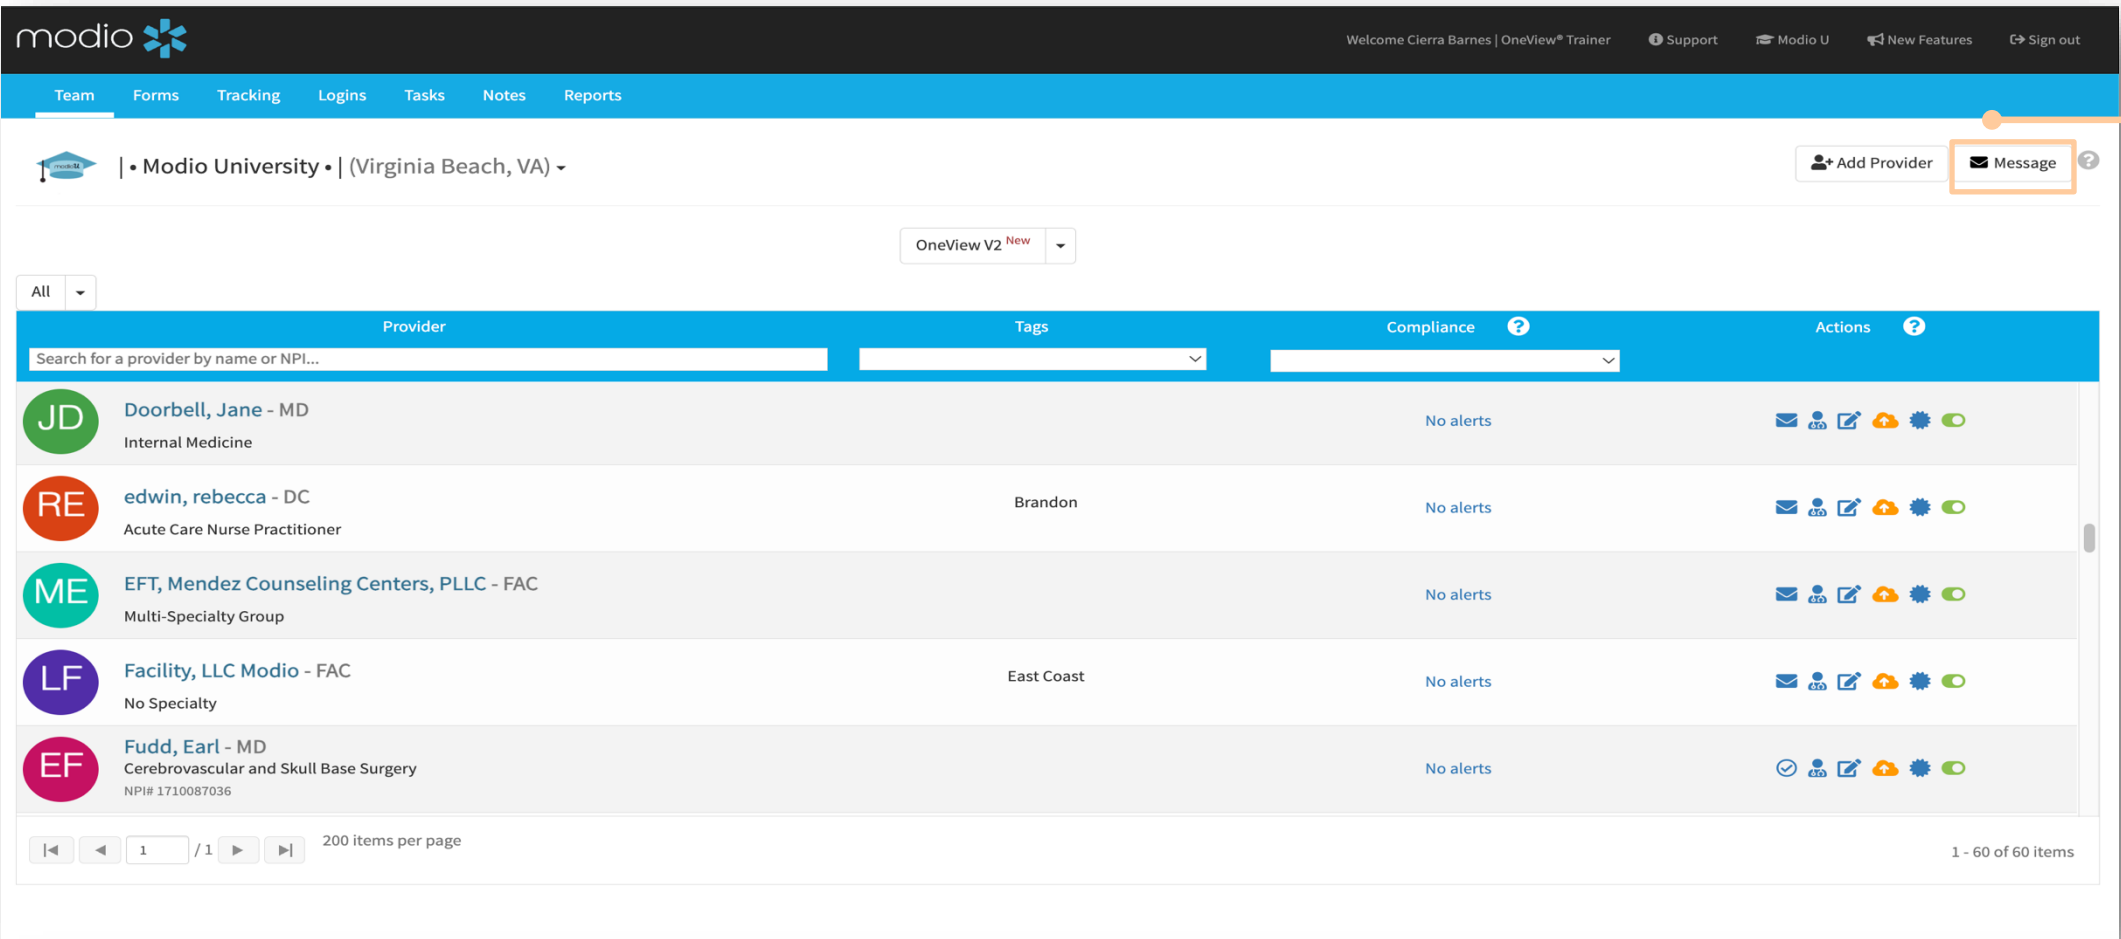 modio
Welcome Cierra Barnes | OneView® Trainer
Support
Modio U
New Features
Sign out
Team
Forms
Tracking
Logins
Tasks
Notes
Reports
| • Modio University • | (Virginia Beach, VA)
Add Provider
Message
OneView V2 New
All
Provider
Tags
Compliance
Actions
Search for a provider by name or NPI...
JD
Doorbell, Jane - MD
Internal Medicine
No alerts
RE
edwin, rebecca - DC
Acute Care Nurse Practitioner
Brandon
No alerts
ME
EFT, Mendez Counseling Centers, PLLC - FAC
Multi-Specialty Group
No alerts
LF
Facility, LLC Modio - FAC
No Specialty
East Coast
No alerts
EF
Fudd, Earl - MD
Cerebrovascular and Skull Base Surgery
NPI# 1710087036
No alerts
1 / 1
200 items per page
1 - 60 of 60 items